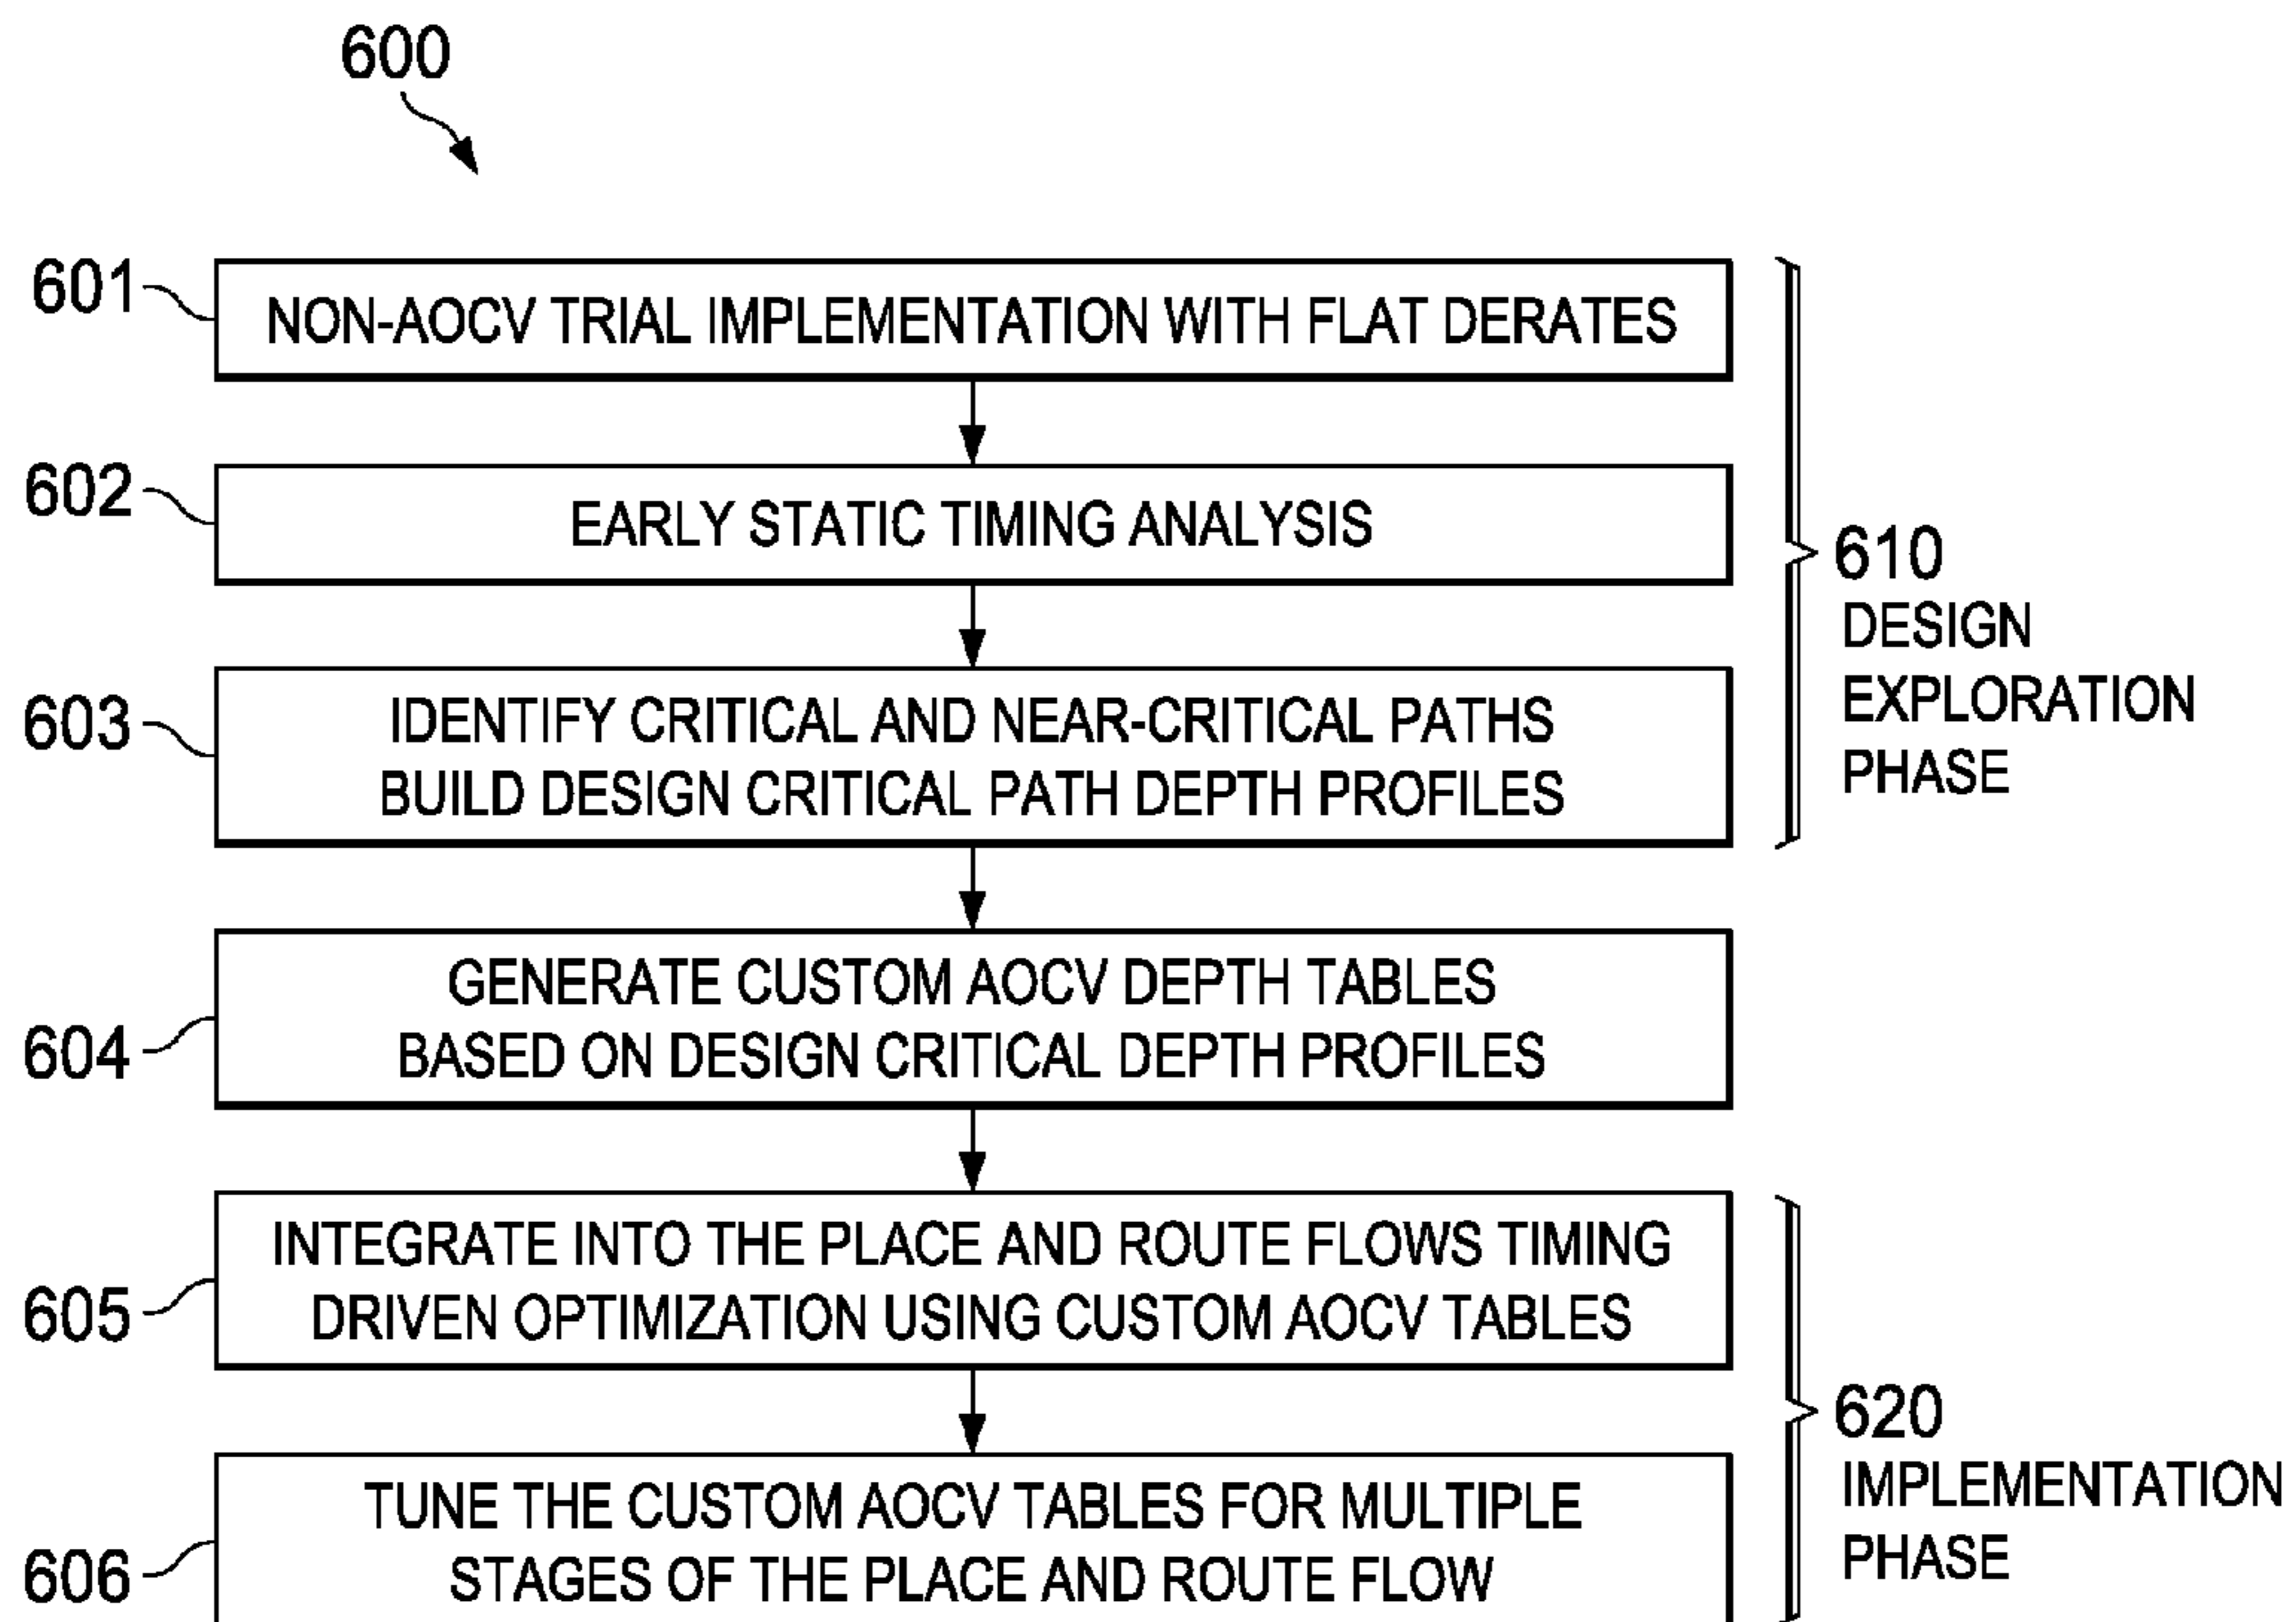 600
601
NON-AOCV TRIAL IMPLEMENTATION WITH FLAT DERATES
602
EARLY STATIC TIMING ANALYSIS
603
IDENTIFY CRITICAL AND NEAR-CRITICAL PATHS
BUILD DESIGN CRITICAL PATH DEPTH PROFILES
610
DESIGN
EXPLORATION
PHASE
604
GENERATE CUSTOM AOCV DEPTH TABLES
BASED ON DESIGN CRITICAL DEPTH PROFILES
605
INTEGRATE INTO THE PLACE AND ROUTE FLOWS TIMING
DRIVEN OPTIMIZATION USING CUSTOM AOCV TABLES
606
TUNE THE CUSTOM AOCV TABLES FOR MULTIPLE
STAGES OF THE PLACE AND ROUTE FLOW
620
IMPLEMENTATION
PHASE